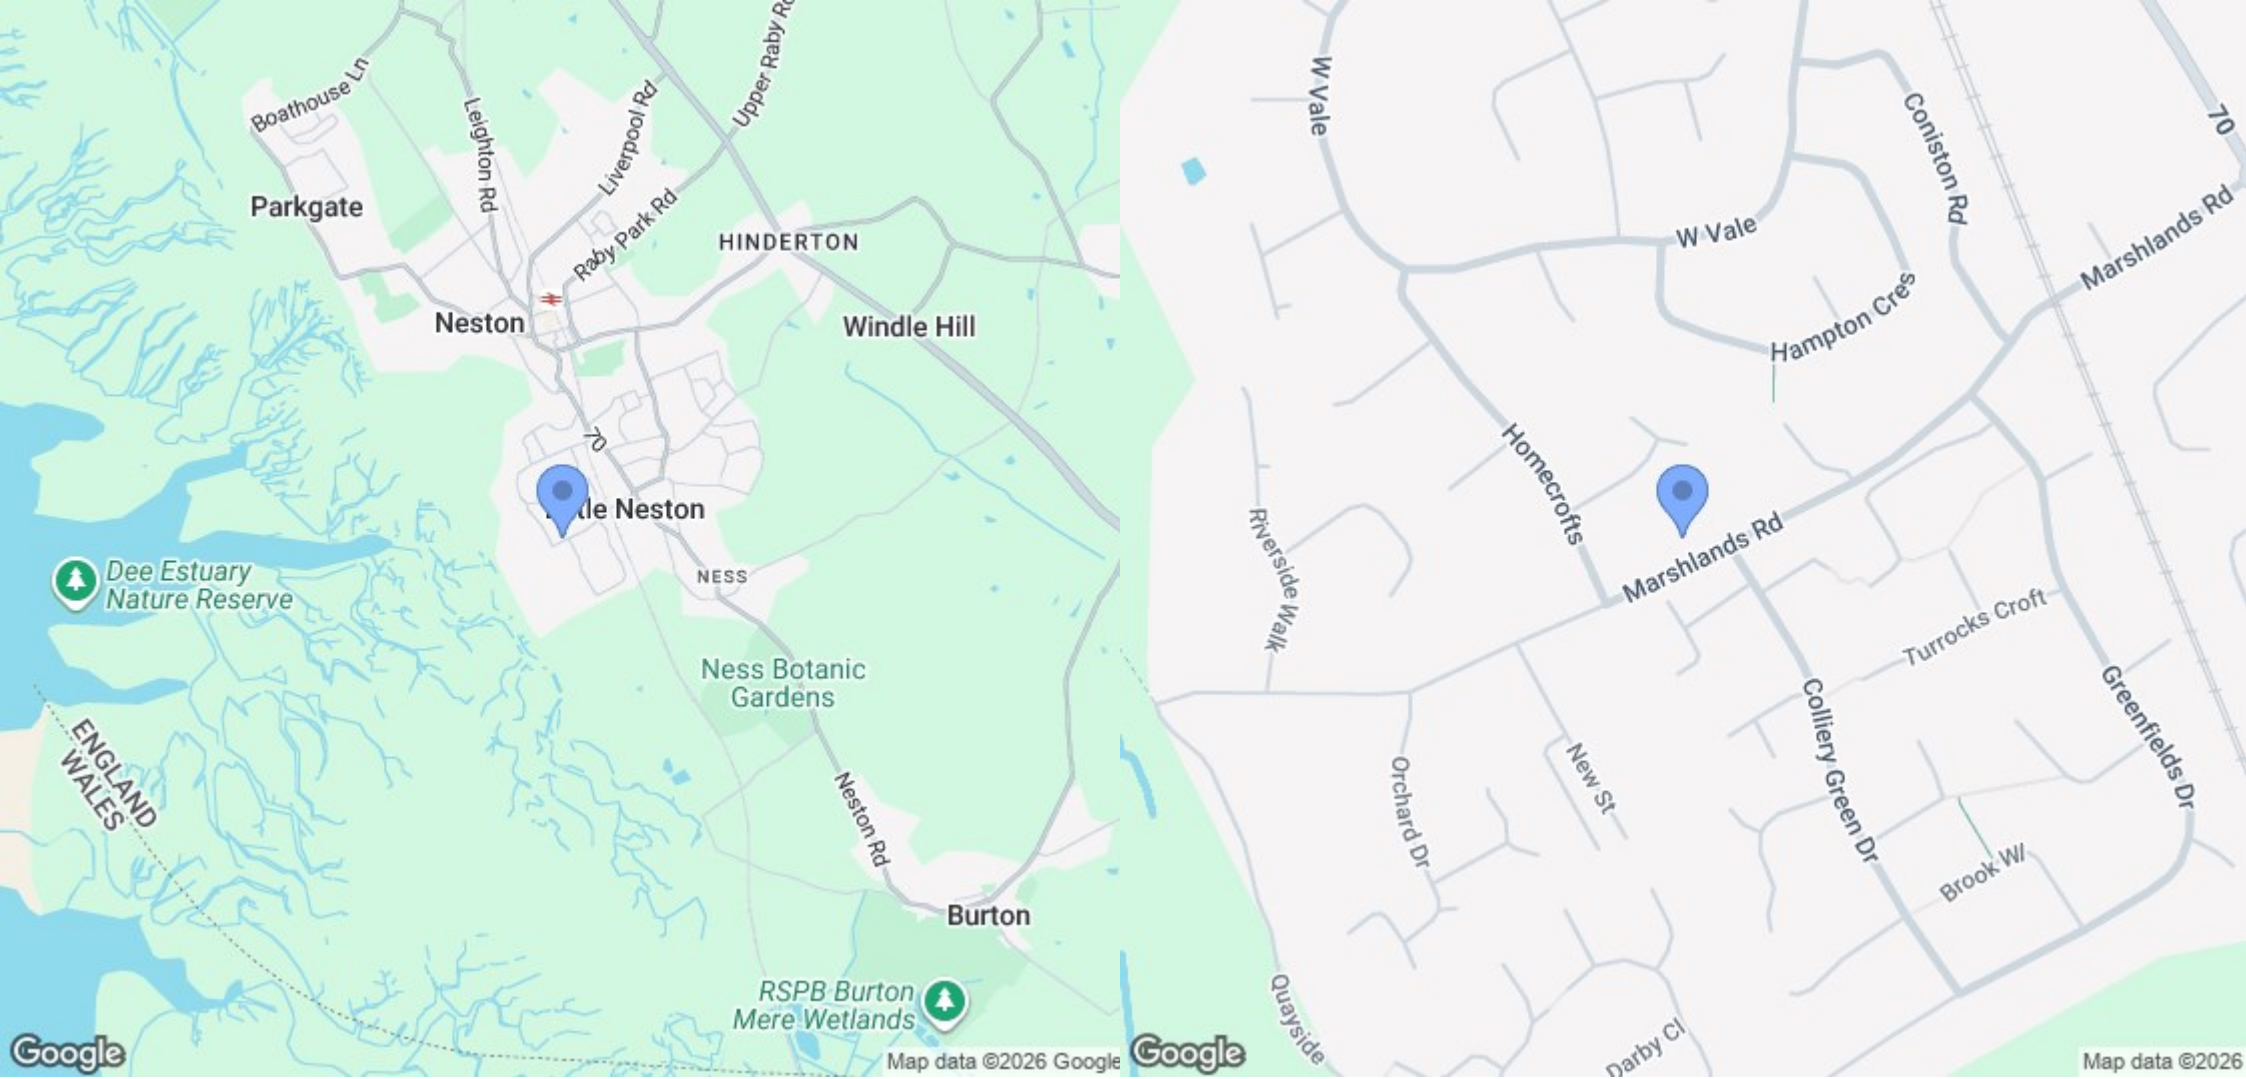 Boathouse Ln
Leighton Rd
Liverpool Rd
Upper Raby Rd
Parkgate
Raby Park Rd
HINDERTON
Neston
Windle Hill
70
Neston
NESS
Dee Estuary
Nature Reserve
Ness Botanic
Gardens
ENGLAND
WALES
Neston Rd
Burton
RSPB Burton
Mere Wetlands
Google
Map data ©2026 Google
W Vale
Coniston Rd
70
Marshlands Rd
W Vale
Hampton Cres
Homecrofts
Riverside Walk
Marshlands Rd
Turrocks Croft
Colliery Green Dr
Greenfields Dr
New St
Orchard Dr
Brook W
Quayside
Darby Cl
Google
Map data ©2026